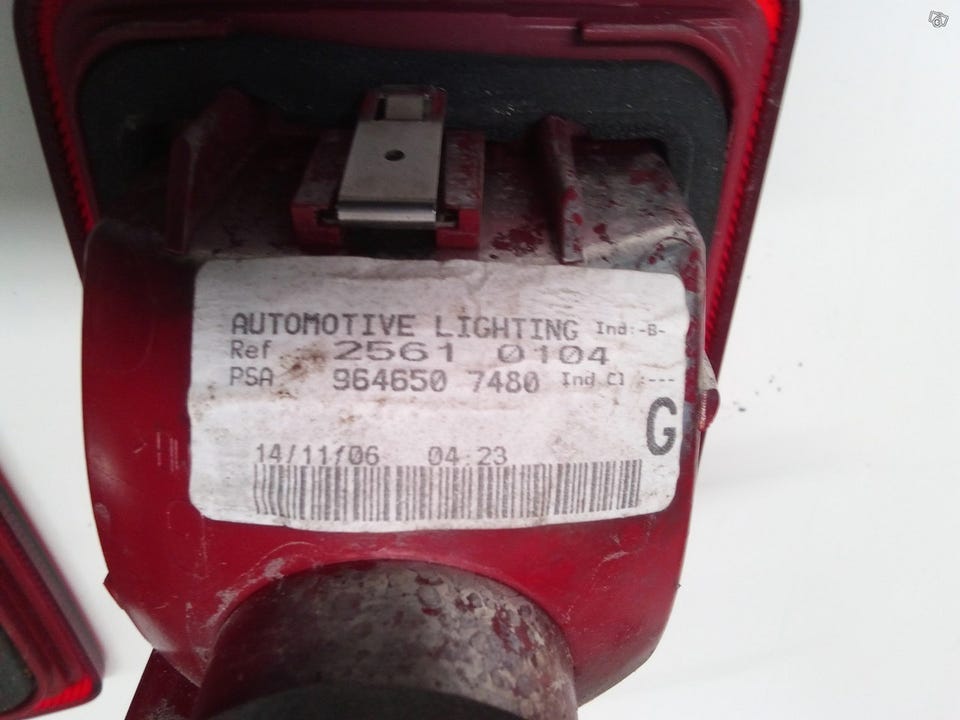 AUTOMOTIVE LIGHTING Ind:-B-
Ref : 2561 0104
PSA 964650 7480 Ind Cl :---
G
14/11/06 04:23